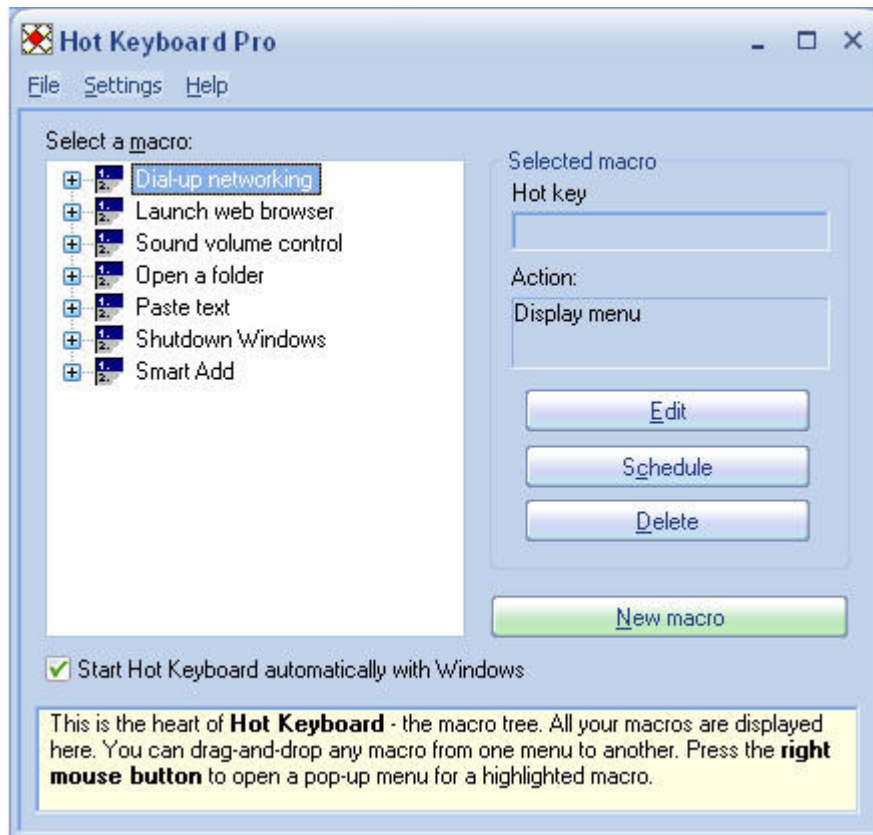 Hot Keyboard Pro
File Settings Help
Select a macro:
Dial-up networking
Launch web browser
Sound volume control
Open a folder
Paste text
Shutdown Windows
Smart Add
Selected macro
Hot key
Action:
Display menu
Edit
Schedule
Delete
New macro
Start Hot Keyboard automatically with Windows
This is the heart of Hot Keyboard - the macro tree. All your macros are displayed
here. You can drag-and-drop any macro from one menu to another. Press the right
mouse button to open a pop-up menu for a highlighted macro.